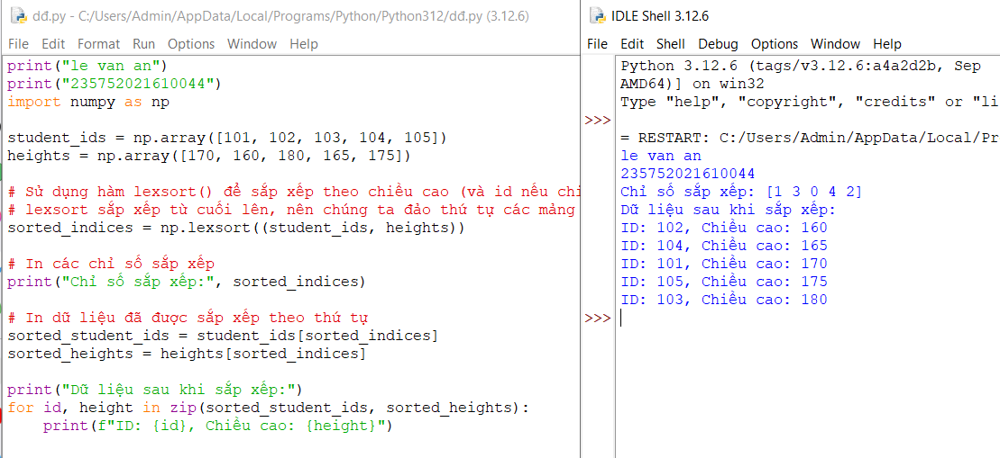 dđ.py - C:/Users/Admin/AppData/Local/Programs/Python/Python312/dđ.py (3.12.6)
File Edit Format Run Options Window Help
print("le van an")
print("235752021610044")
import numpy as np
student_ids = np.array([101, 102, 103, 104, 105])
heights = np.array([170, 160, 180, 165, 175])
# Sử dụng hàm lexsort() để sắp xếp theo chiều cao (và id nếu chi
# lexsort sắp xếp từ cuối lên, nên chúng ta đảo thứ tự các mảng
sorted_indices = np.lexsort((student_ids, heights))
# In các chỉ số sắp xếp
print("Chỉ số sắp xếp:", sorted_indices)
# In dữ liệu đã được sắp xếp theo thứ tự
sorted_student_ids = student_ids[sorted_indices]
sorted_heights = heights[sorted_indices]
print("Dữ liệu sau khi sắp xếp:")
for id, height in zip(sorted_student_ids, sorted_heights):
    print(f"ID: {id}, Chiều cao: {height}")
IDLE Shell 3.12.6
File Edit Shell Debug Options Window Help
Python 3.12.6 (tags/v3.12.6:a4a2d2b, Sep
AMD64)] on win32
Type "help", "copyright", "credits" or "li
>>>
= RESTART: C:/Users/Admin/AppData/Local/Pr
le van an
235752021610044
Chỉ số sắp xếp: [1 3 0 4 2]
Dữ liệu sau khi sắp xếp:
ID: 102, Chiều cao: 160
ID: 104, Chiều cao: 165
ID: 101, Chiều cao: 170
ID: 105, Chiều cao: 175
ID: 103, Chiều cao: 180
>>>